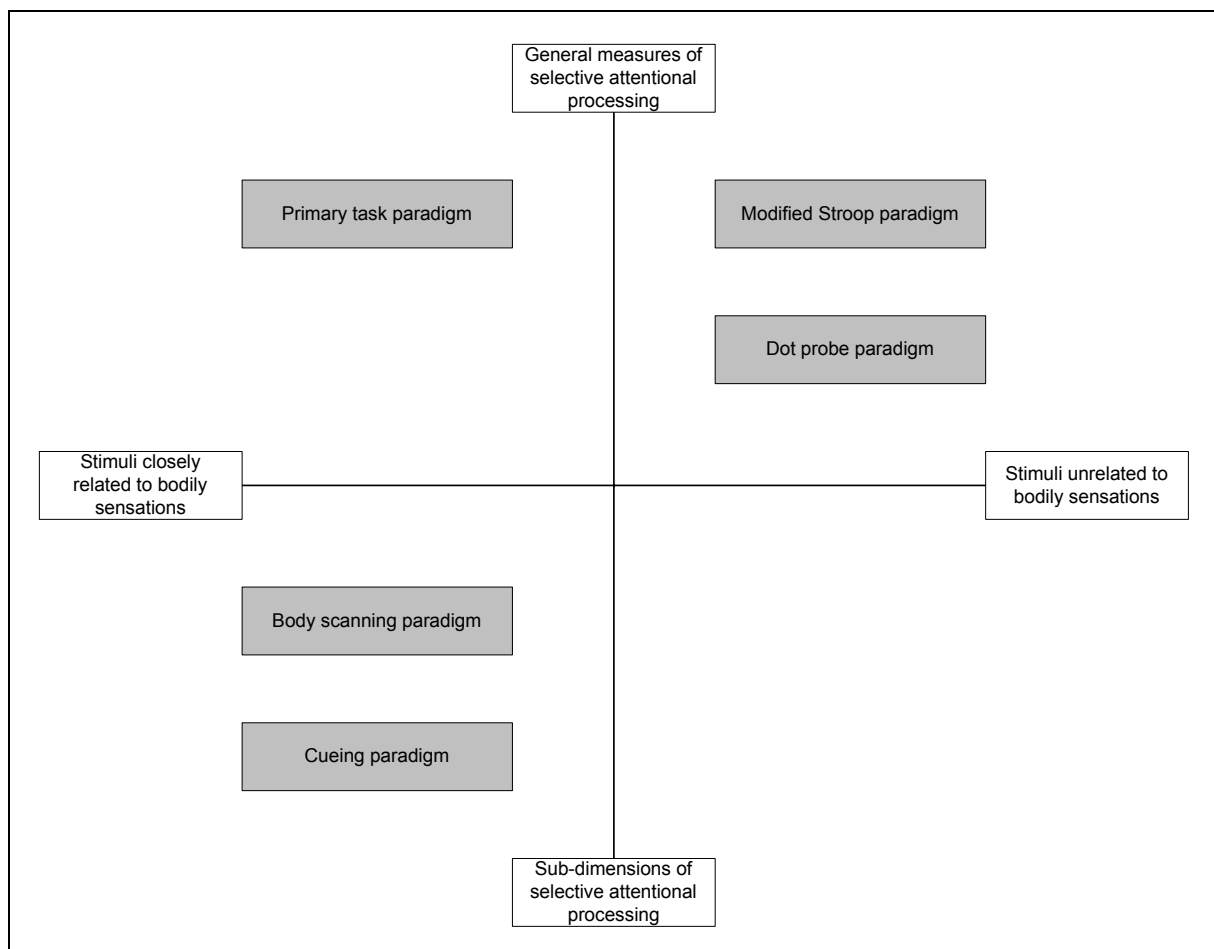 General measures of
selective attentional
processing
Primary task paradigm
Modified Stroop paradigm
Dot probe paradigm
Stimuli closely
related to bodily
sensations
Stimuli unrelated to
bodily sensations
Body scanning paradigm
Cueing paradigm
Sub-dimensions of
selective attentional
processing